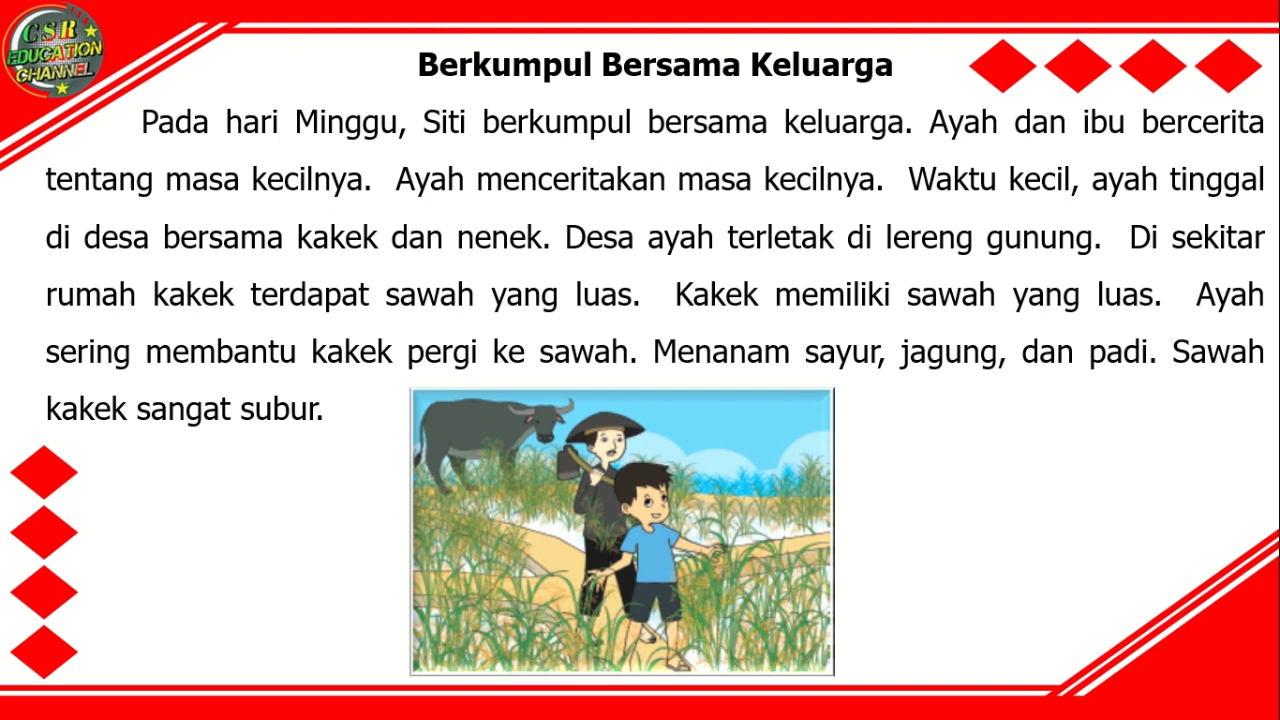 CSR
EDUCATION
CHANNEL
Berkumpul Bersama Keluarga
Pada hari Minggu, Siti berkumpul bersama keluarga. Ayah dan ibu bercerita
tentang masa kecilnya. Ayah menceritakan masa kecilnya. Waktu kecil, ayah tinggal
di desa bersama kakek dan nenek. Desa ayah terletak di lereng gunung. Di sekitar
rumah kakek terdapat sawah yang luas. Kakek memiliki sawah yang luas. Ayah
sering membantu kakek pergi ke sawah. Menanam sayur, jagung, dan padi. Sawah
kakek sangat subur.